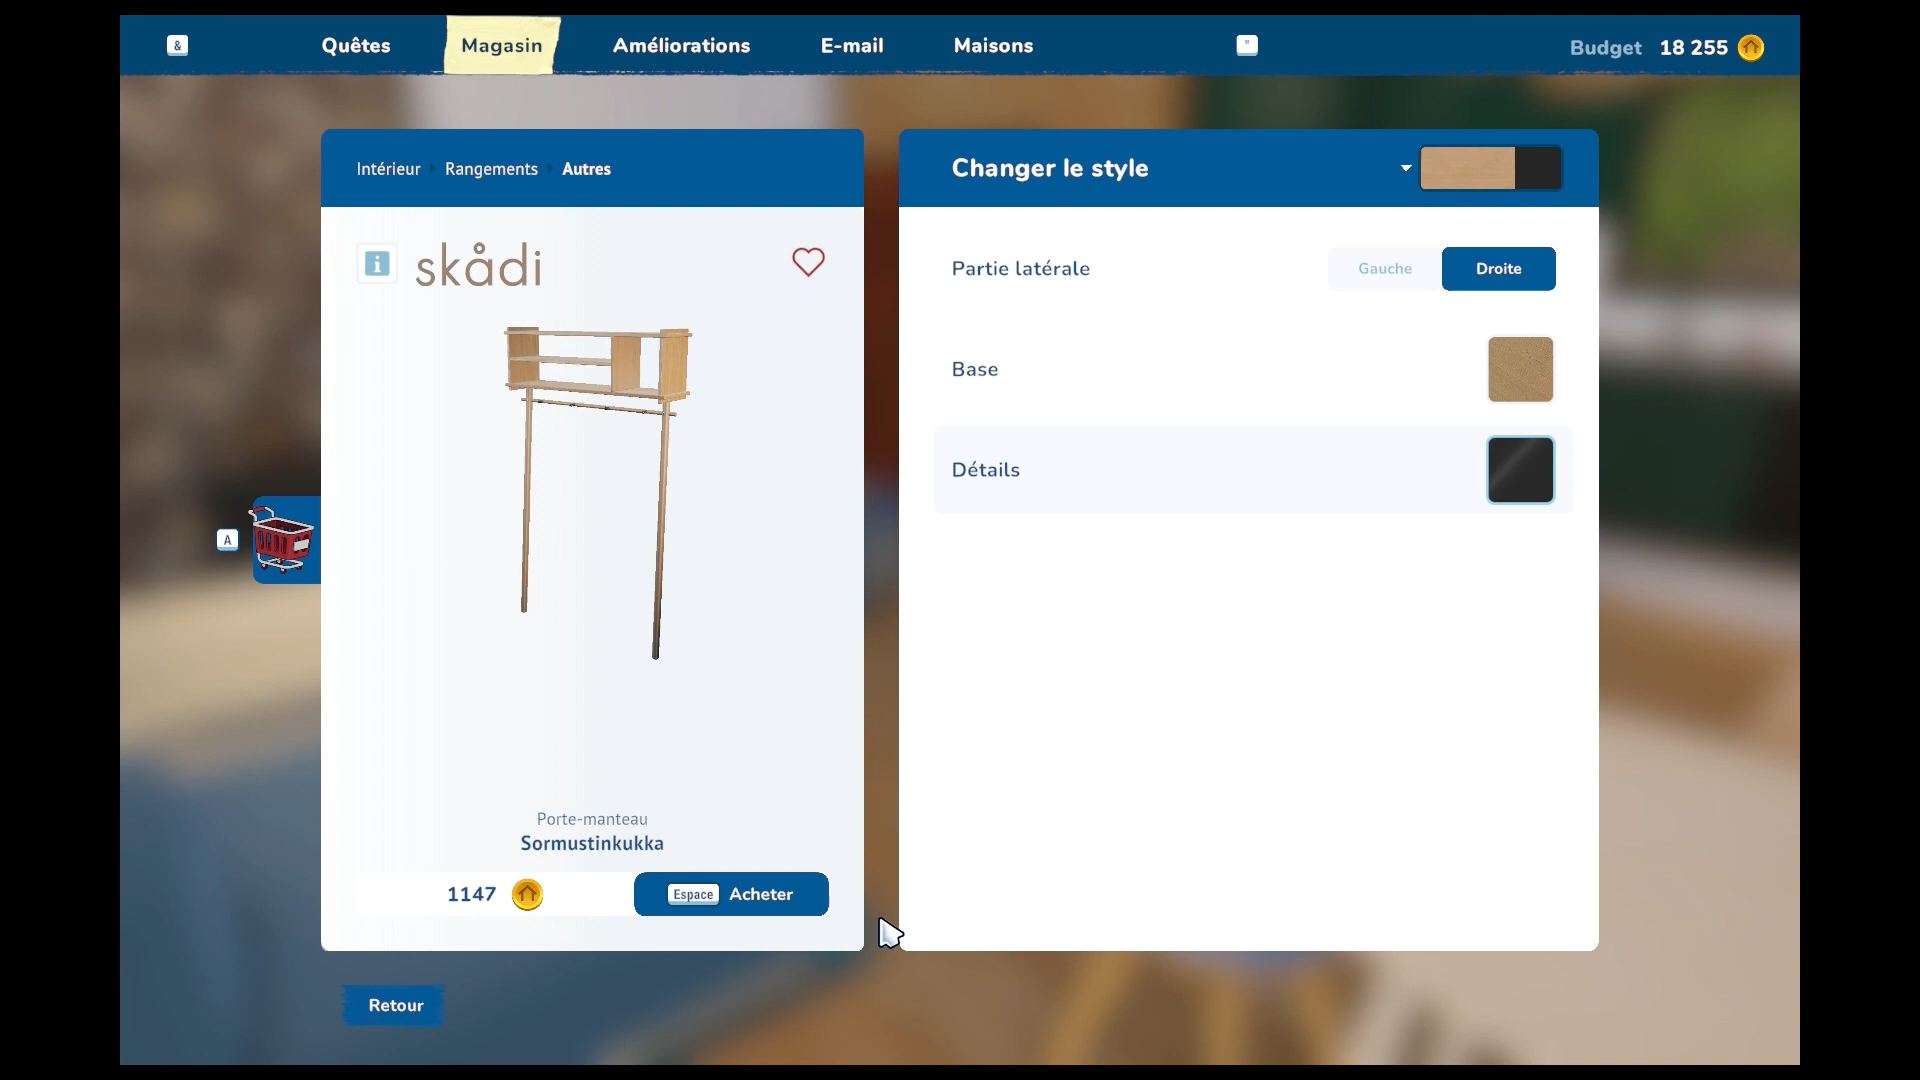 &
Quêtes
Magasin
Améliorations
E-mail
Maisons
"
Budget 18 255
Intérieur Rangements Autres
i
skådi
A
Porte-manteau
Sormustinkukka
1147
Espace Acheter
Retour
Changer le style
Partie latérale
Gauche
Droite
Base
Détails